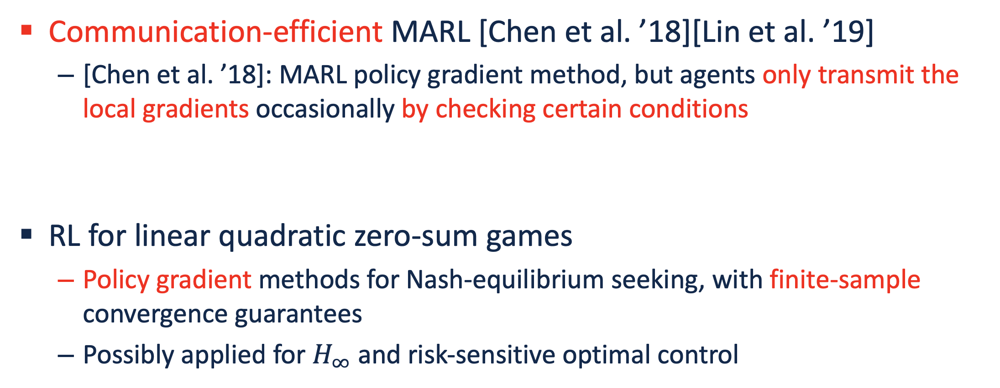 ▪ Communication-efficient MARL [Chen et al. ’18][Lin et al. ’19]
– [Chen et al. ’18]: MARL policy gradient method, but agents only transmit the
local gradients occasionally by checking certain conditions
▪ RL for linear quadratic zero-sum games
– Policy gradient methods for Nash-equilibrium seeking, with finite-sample
convergence guarantees
– Possibly applied for H∞ and risk-sensitive optimal control